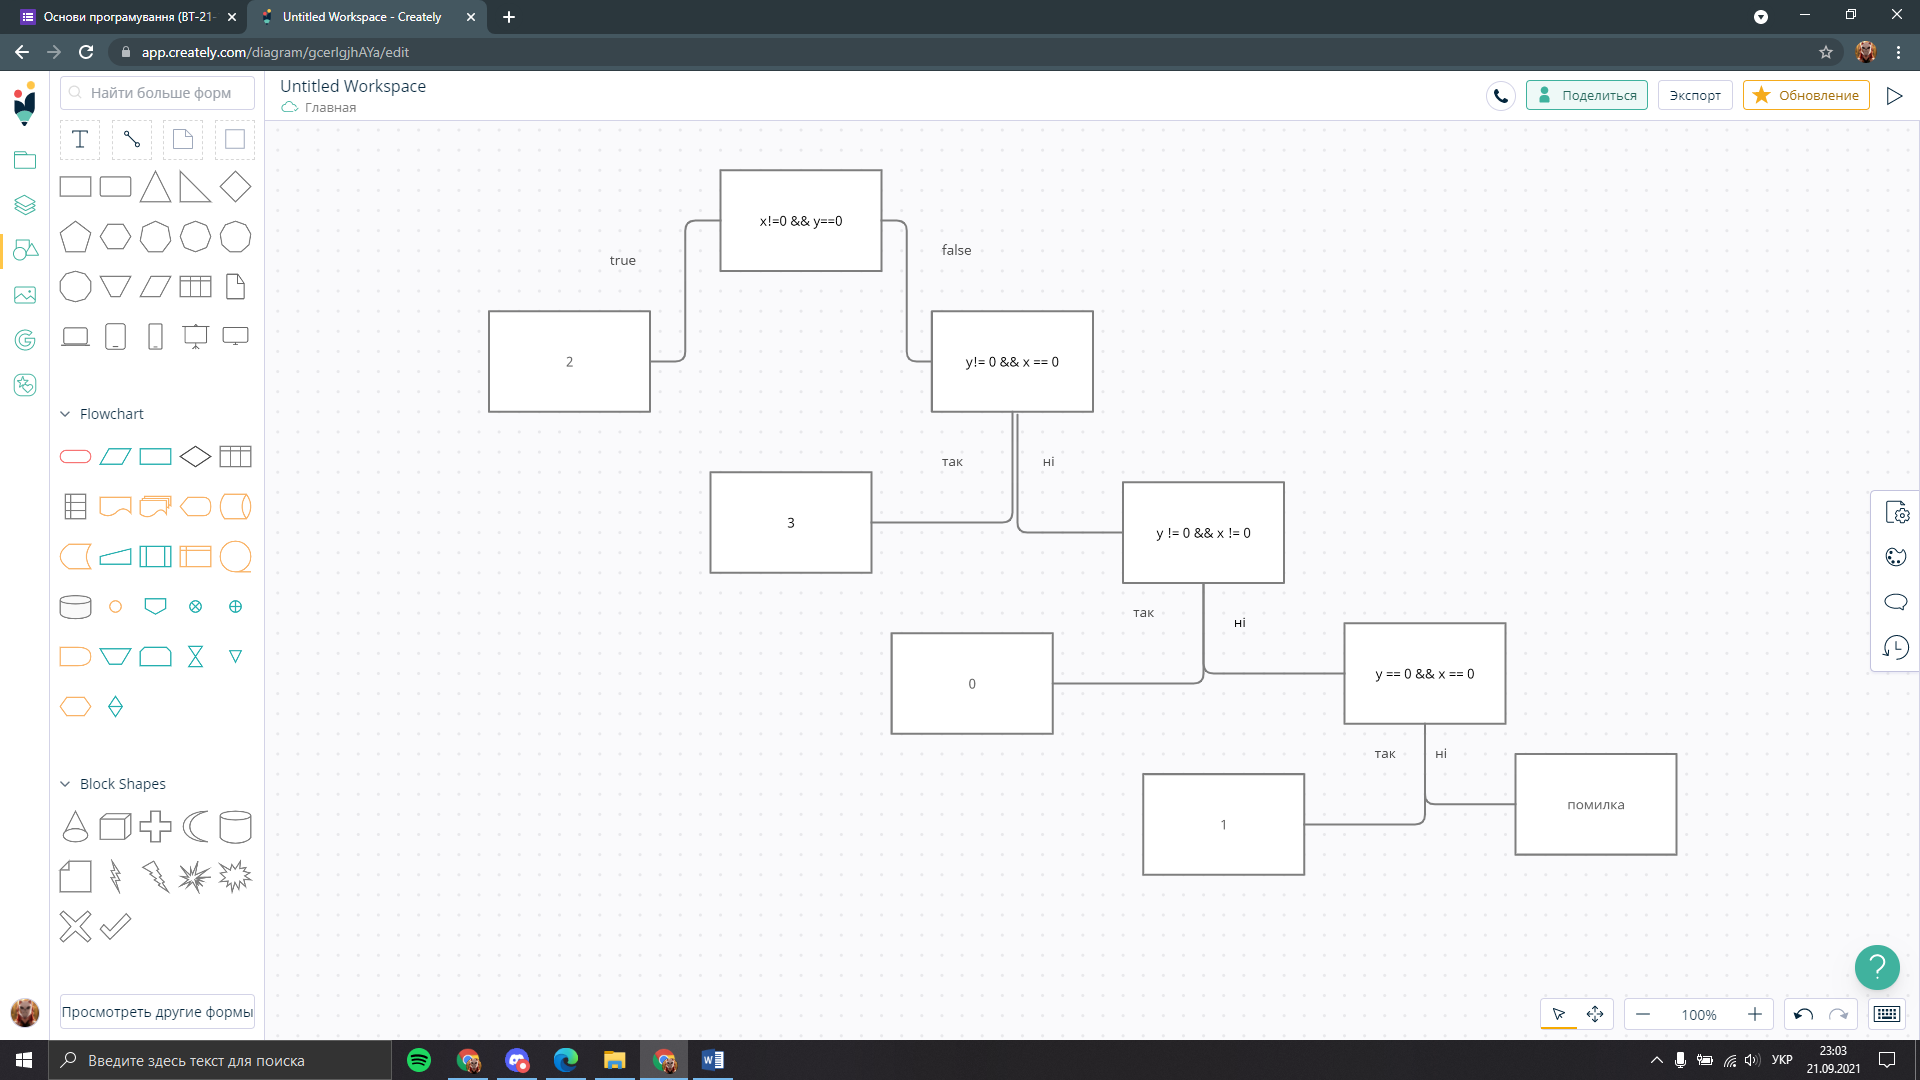 Основи програмування (ВТ-21-
Untitled Workspace - Creately
app.creately.com/diagram/gcerIgjhAYa/edit
Найти больше форм
Untitled Workspace
Главная
Поделиться
Экспорт
Обновление
T
x!=0 && y==0
true
false
2
y!= 0 && x == 0
так
ні
3
y != 0 && x != 0
так
ні
0
y == 0 && x == 0
так
ні
1
помилка
Flowchart
Block Shapes
Просмотреть другие формы
100%
?
Введите здесь текст для поиска
УКР
23:03
21.09.2021